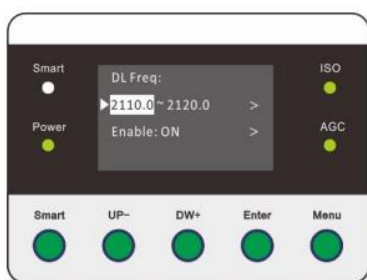 Smart
ISO
DL Freq:
2110.0 ~ 2120.0 >
Power
Enable: ON >
AGC
Smart UP- DW+ Enter Menu